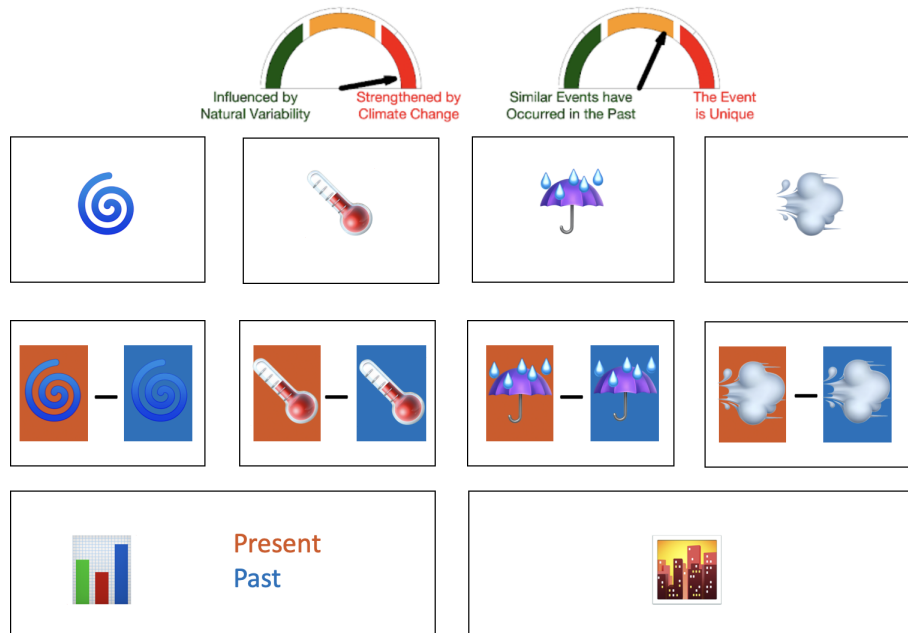 Influenced by
Natural Variability
Strengthened by
Climate Change
Similar Events have
Occurred in the Past
The Event
is Unique
Present
Past